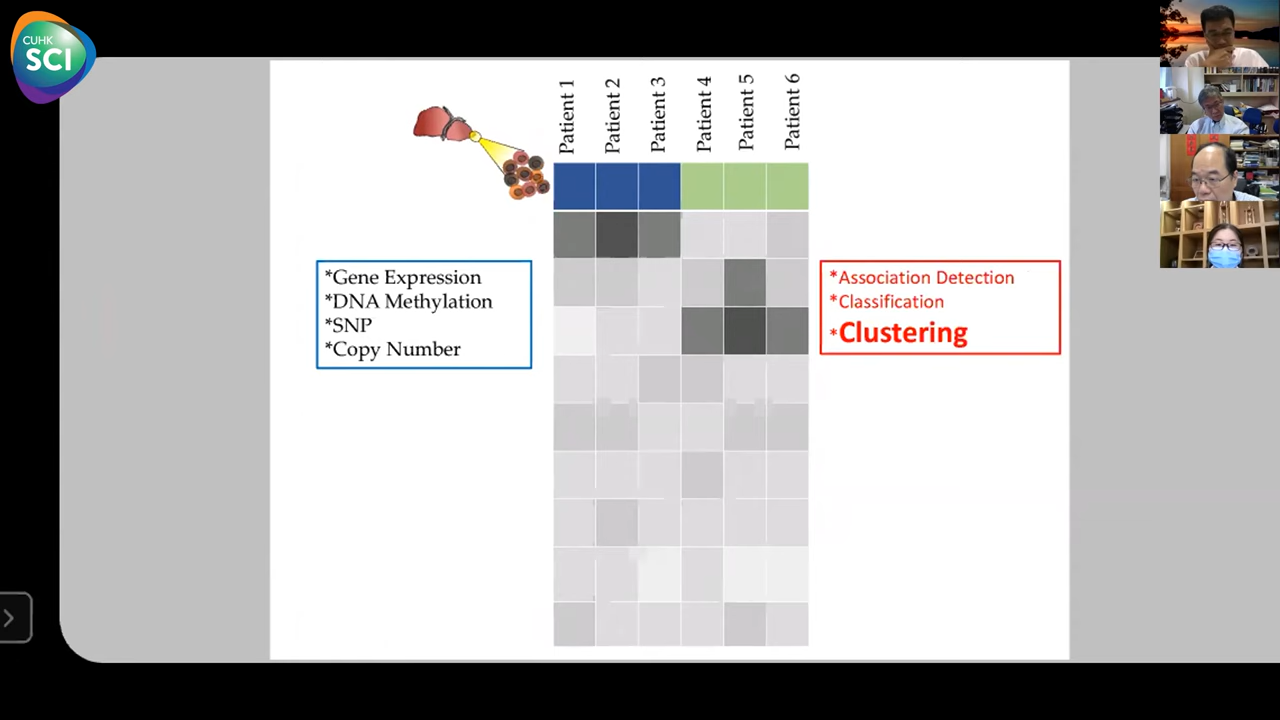 CUHK
SCI
Patient 1
Patient 2
Patient 3
Patient 4
Patient 5
Patient 6
*Gene Expression
*DNA Methylation
*SNP
*Copy Number
*Association Detection
*Classification
*Clustering